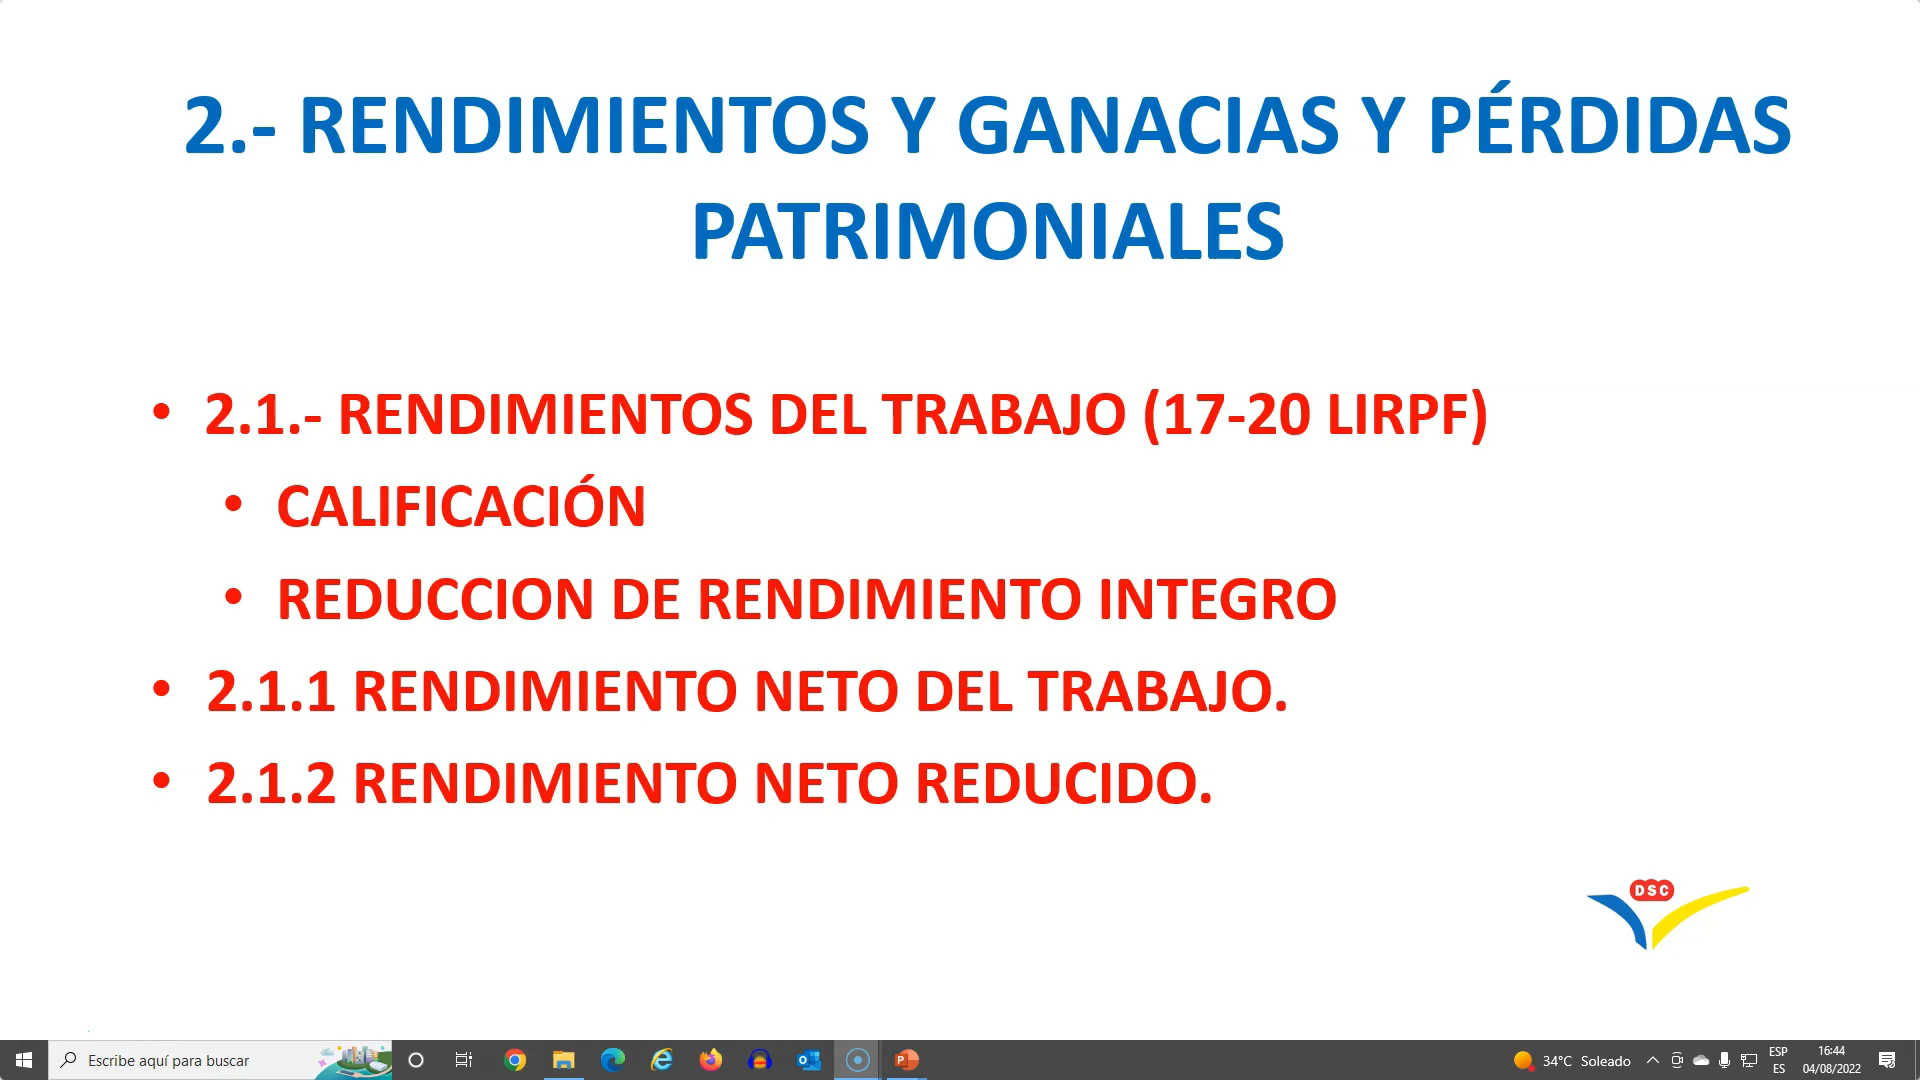 2.- RENDIMIENTOS Y GANACIAS Y PÉRDIDAS
PATRIMONIALES
• 2.1.- RENDIMIENTOS DEL TRABAJO (17-20 LIRPF)
• CALIFICACIÓN
• REDUCCION DE RENDIMIENTO INTEGRO
• 2.1.1 RENDIMIENTO NETO DEL TRABAJO.
• 2.1.2 RENDIMIENTO NETO REDUCIDO.
DSC
Escribe aquí para buscar
34°C Soleado
ESP
ES
16:44
04/08/2022